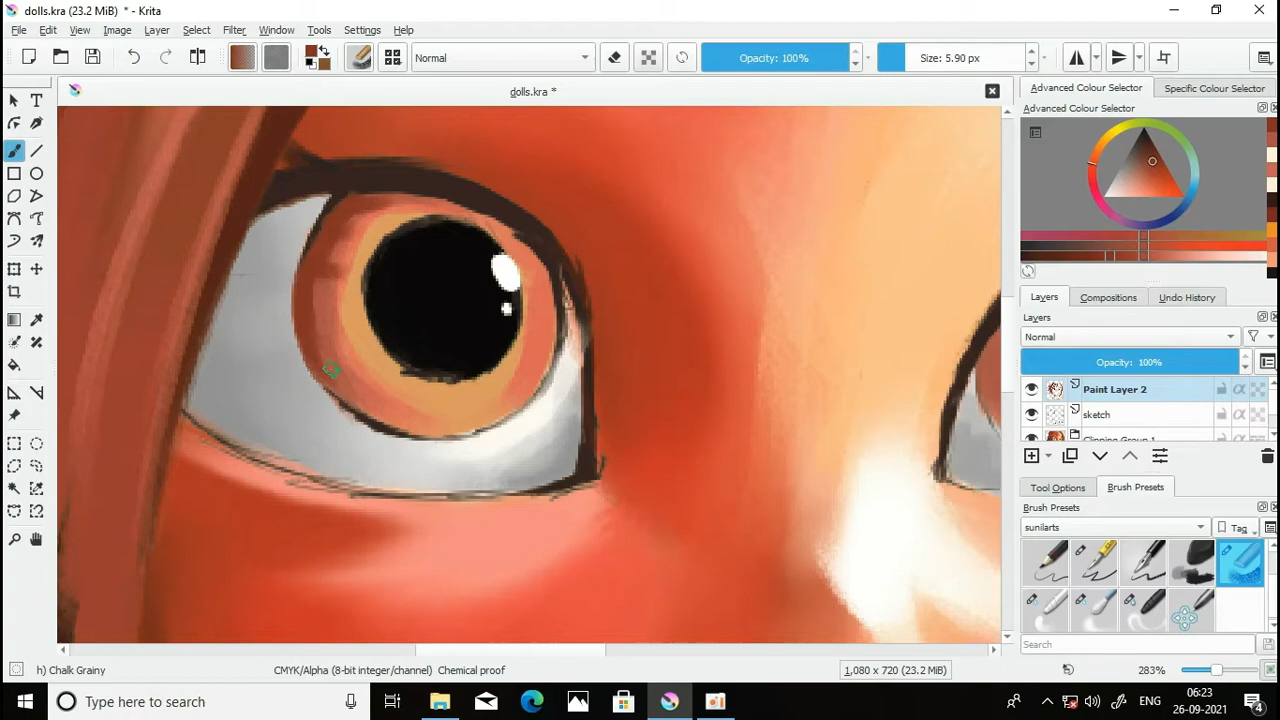 dolls.kra (23.2 MiB) * - Krita
File Edit View Image Layer Select Filter Window Tools Settings Help
Normal Opacity: 100% Size: 5.90 px
dolls.kra *
Advanced Colour Selector Specific Colour Selector
Advanced Colour Selector
Layers Compositions Undo History
Layers
Normal
Opacity: 100%
Paint Layer 2
sketch
Clipping Group 1
Tool Options Brush Presets
Brush Presets
sunilarts Tag
Search
h) Chalk Grainy CMYK/Alpha (8-bit integer/channel) Chemical proof 1,080 x 720 (23.2 MiB) 283%
Type here to search ENG 06:23
26-09-2021 4